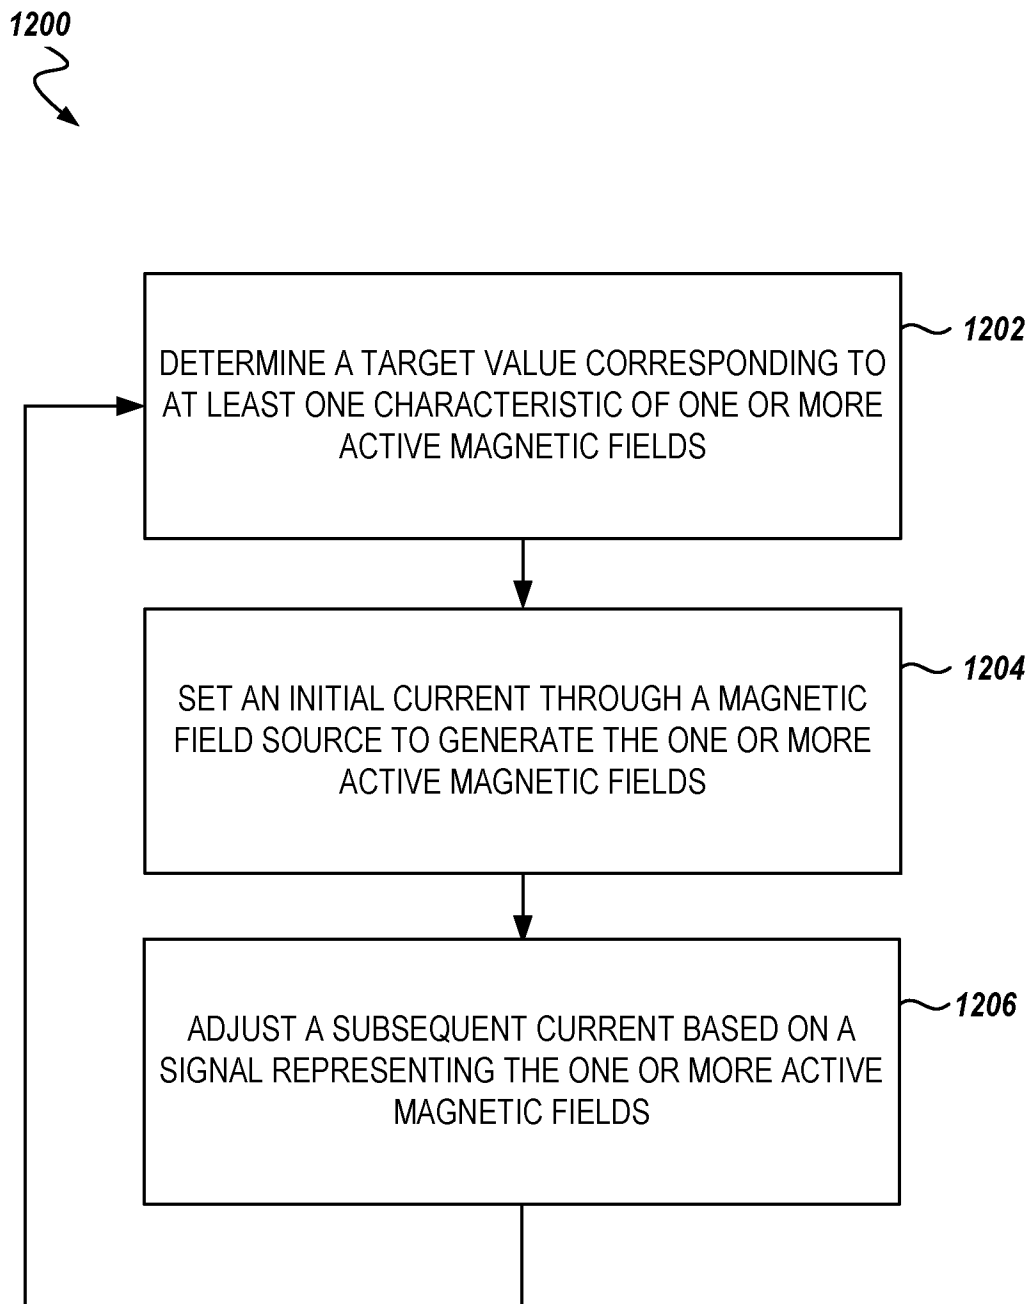 1200
1202
DETERMINE A TARGET VALUE CORRESPONDING TO
AT LEAST ONE CHARACTERISTIC OF ONE OR MORE
ACTIVE MAGNETIC FIELDS
1204
SET AN INITIAL CURRENT THROUGH A MAGNETIC
FIELD SOURCE TO GENERATE THE ONE OR MORE
ACTIVE MAGNETIC FIELDS
1206
ADJUST A SUBSEQUENT CURRENT BASED ON A
SIGNAL REPRESENTING THE ONE OR MORE ACTIVE
MAGNETIC FIELDS